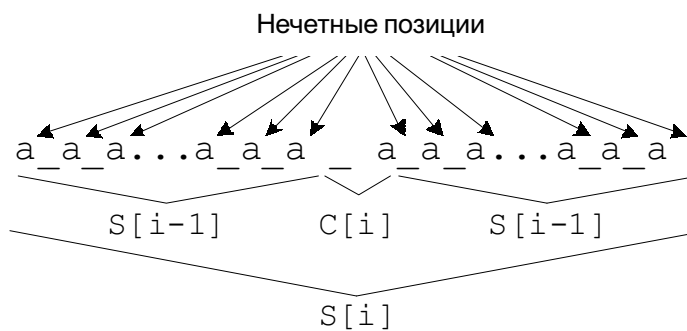 Нечетные позиции
a_a_a...a_a_a _ a_a_a...a_a_a
S[i-1] C[i] S[i-1]
S[i]